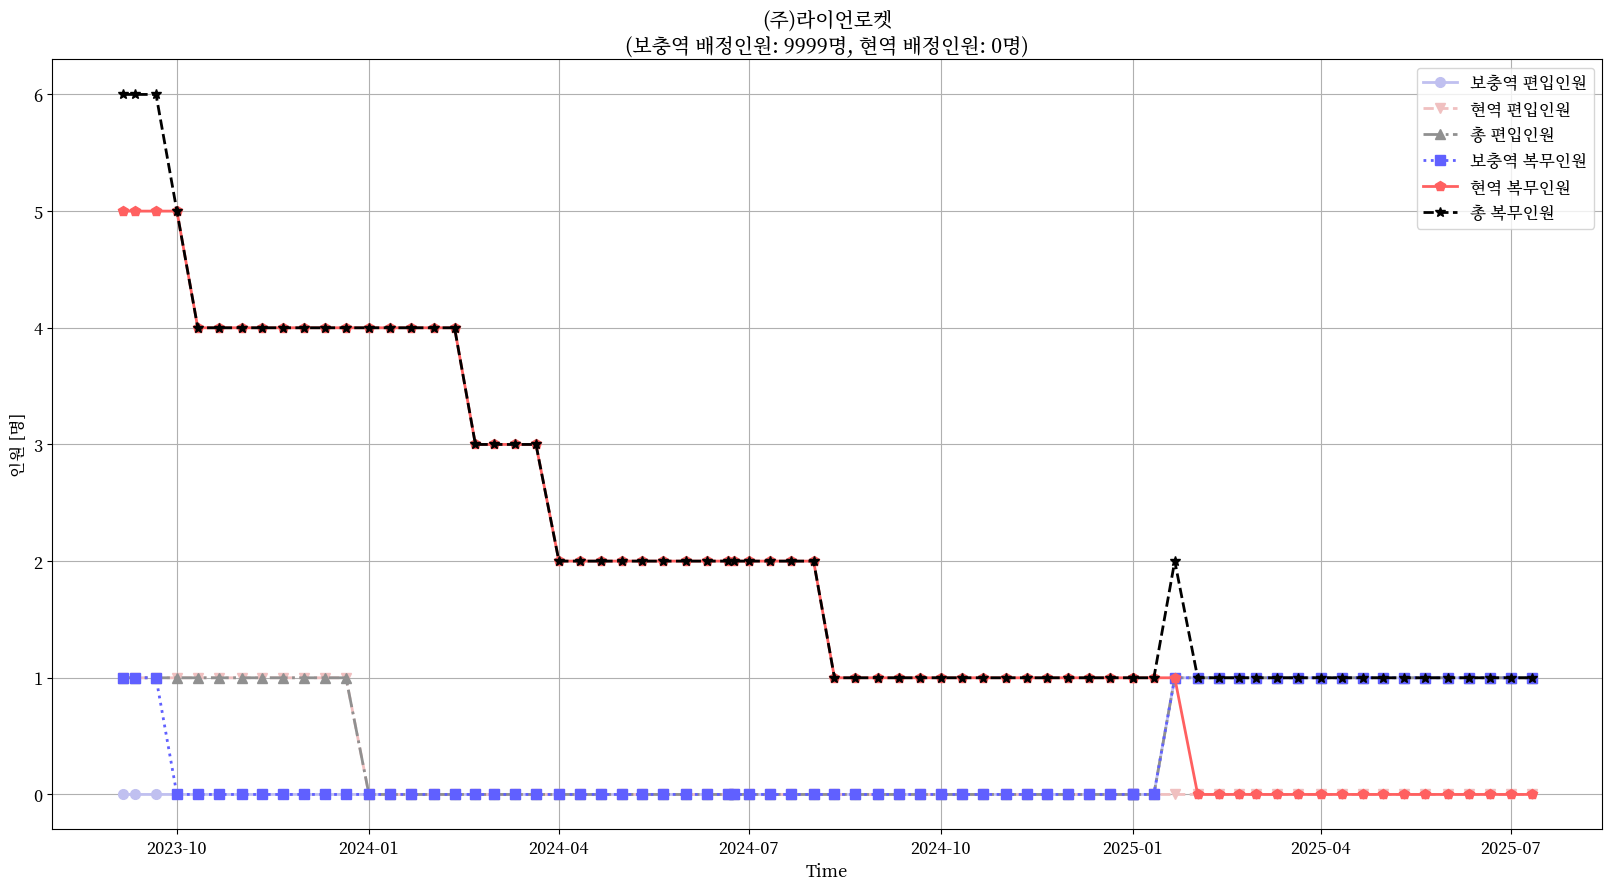 (주)라이언로켓
(보충역 배정인원: 9999명, 현역 배정인원: 0명)
보충역 편입인원
현역 편입인원
총 편입인원
보충역 복무인원
현역 복무인원
총 복무인원
인원 [명]
6
5
4
3
2
1
0
2023-10
2024-01
2024-04
2024-07
2024-10
2025-01
2025-04
2025-07
Time